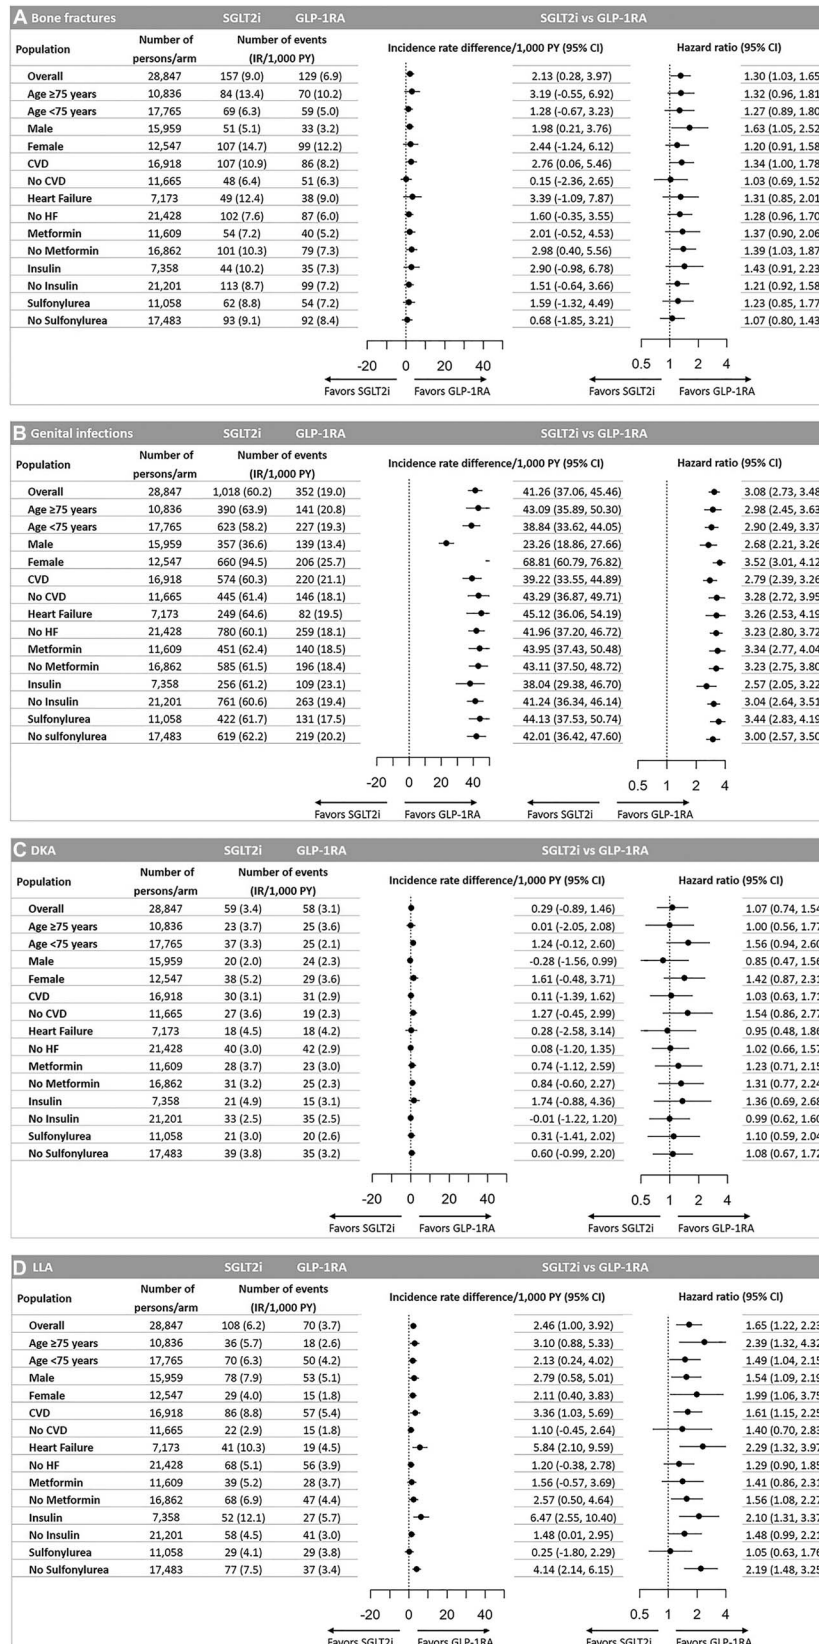 A Bone fractures SGLT2i GLP-1RA SGLT2i vs GLP-1RA
Population Number of persons/arm Number of events (IR/1,000 PY) Incidence rate difference/1,000 PY (95% CI) Hazard ratio (95% CI)
Overall 28,847 157 (9.0) 129 (6.9) 2.13 (0.28, 3.97) 1.30 (1.03, 1.65
Age ≥75 years 10,836 84 (13.4) 70 (10.2) 3.19 (-0.55, 6.92) 1.32 (0.96, 1.81
Age <75 years 17,765 69 (6.3) 59 (5.0) 1.28 (-0.67, 3.23) 1.27 (0.89, 1.80
Male 15,959 51 (5.1) 33 (3.2) 1.98 (0.21, 3.76) 1.63 (1.05, 2.52
Female 12,547 107 (14.7) 99 (12.2) 2.44 (-1.24, 6.12) 1.20 (0.91, 1.58
CVD 16,918 107 (10.9) 86 (8.2) 2.76 (0.06, 5.46) 1.34 (1.00, 1.78
No CVD 11,665 48 (6.4) 51 (6.3) 0.15 (-2.36, 2.65) 1.03 (0.69, 1.52
Heart Failure 7,173 49 (12.4) 38 (9.0) 3.39 (-1.09, 7.87) 1.31 (0.85, 2.01
No HF 21,428 102 (7.6) 87 (6.0) 1.60 (-0.35, 3.55) 1.28 (0.96, 1.70
Metformin 11,609 54 (7.2) 40 (5.2) 2.01 (-0.52, 4.53) 1.37 (0.90, 2.06
No Metformin 16,862 101 (10.3) 79 (7.3) 2.98 (0.40, 5.56) 1.39 (1.03, 1.87
Insulin 7,358 44 (10.2) 35 (7.3) 2.90 (-0.98, 6.78) 1.43 (0.91, 2.23
No Insulin 21,201 113 (8.7) 99 (7.2) 1.51 (-0.64, 3.66) 1.21 (0.92, 1.58
Sulfonylurea 11,058 62 (8.8) 54 (7.2) 1.59 (-1.32, 4.49) 1.23 (0.85, 1.77
No Sulfonylurea 17,483 93 (9.1) 92 (8.4) 0.68 (-1.85, 3.21) 1.07 (0.80, 1.43
-20 0 20 40 0.5 1 2 4
Favors SGLT2i Favors GLP-1RA Favors SGLT2i Favors GLP-1RA
B Genital infections SGLT2i GLP-1RA SGLT2i vs GLP-1RA
Population Number of persons/arm Number of events (IR/1,000 PY) Incidence rate difference/1,000 PY (95% CI) Hazard ratio (95% CI)
Overall 28,847 1,018 (60.2) 352 (19.0) 41.26 (37.06, 45.46) 3.08 (2.73, 3.48
Age ≥75 years 10,836 390 (63.9) 141 (20.8) 43.09 (35.89, 50.30) 2.98 (2.45, 3.63
Age <75 years 17,765 623 (58.2) 227 (19.3) 38.84 (33.62, 44.05) 2.90 (2.49, 3.37
Male 15,959 357 (36.6) 139 (13.4) 23.26 (18.86, 27.66) 2.68 (2.21, 3.26
Female 12,547 660 (94.5) 206 (25.7) 68.81 (60.79, 76.82) 3.52 (3.01, 4.12
CVD 16,918 574 (60.3) 220 (21.1) 39.22 (33.55, 44.89) 2.79 (2.39, 3.26
No CVD 11,665 445 (61.4) 146 (18.1) 43.29 (36.87, 49.71) 3.28 (2.72, 3.95
Heart Failure 7,173 249 (64.6) 82 (19.5) 45.12 (36.06, 54.19) 3.26 (2.53, 4.19
No HF 21,428 780 (60.1) 259 (18.1) 41.96 (37.20, 46.72) 3.23 (2.80, 3.72
Metformin 11,609 451 (62.4) 140 (18.5) 43.95 (37.43, 50.48) 3.34 (2.77, 4.04
No Metformin 16,862 585 (61.5) 196 (18.4) 43.11 (37.50, 48.72) 3.23 (2.75, 3.80
Insulin 7,358 256 (61.2) 109 (23.1) 38.04 (29.38, 46.70) 2.57 (2.05, 3.22
No Insulin 21,201 761 (60.6) 263 (19.4) 41.24 (36.34, 46.14) 3.04 (2.64, 3.51
Sulfonylurea 11,058 422 (61.7) 131 (17.5) 44.13 (37.53, 50.74) 3.44 (2.83, 4.19
No sulfonylurea 17,483 619 (62.2) 219 (20.2) 42.01 (36.42, 47.60) 3.00 (2.57, 3.50
-20 0 20 40 0.5 1 2 4
Favors SGLT2i Favors GLP-1RA Favors SGLT2i Favors GLP-1RA
C DKA SGLT2i GLP-1RA SGLT2i vs GLP-1RA
Population Number of persons/arm Number of events (IR/1,000 PY) Incidence rate difference/1,000 PY (95% CI) Hazard ratio (95% CI)
Overall 28,847 59 (3.4) 58 (3.1) 0.29 (-0.89, 1.46) 1.07 (0.74, 1.54
Age ≥75 years 10,836 23 (3.7) 25 (3.6) 0.01 (-2.05, 2.08) 1.00 (0.56, 1.77
Age <75 years 17,765 37 (3.3) 25 (2.1) 1.24 (-0.12, 2.60) 1.56 (0.94, 2.60
Male 15,959 20 (2.0) 24 (2.3) -0.28 (-1.56, 0.99) 0.85 (0.47, 1.56
Female 12,547 38 (5.2) 29 (3.6) 1.61 (-0.48, 3.71) 1.42 (0.87, 2.31
CVD 16,918 30 (3.1) 31 (2.9) 0.11 (-1.39, 1.62) 1.03 (0.63, 1.71
No CVD 11,665 27 (3.6) 19 (2.3) 1.27 (-0.45, 2.99) 1.54 (0.86, 2.77
Heart Failure 7,173 18 (4.5) 18 (4.2) 0.28 (-2.58, 3.14) 0.95 (0.48, 1.86
No HF 21,428 40 (3.0) 42 (2.9) 0.08 (-1.20, 1.35) 1.02 (0.66, 1.57
Metformin 11,609 28 (3.7) 23 (3.0) 0.74 (-1.12, 2.59) 1.23 (0.71, 2.15
No Metformin 16,862 31 (3.2) 25 (2.3) 0.84 (-0.60, 2.27) 1.31 (0.77, 2.24
Insulin 7,358 21 (4.9) 15 (3.1) 1.74 (-0.88, 4.36) 1.36 (0.69, 2.68
No Insulin 21,201 33 (2.5) 35 (2.5) -0.01 (-1.22, 1.20) 0.99 (0.62, 1.60
Sulfonylurea 11,058 21 (3.0) 20 (2.6) 0.31 (-1.41, 2.02) 1.10 (0.59, 2.04
No Sulfonylurea 17,483 39 (3.8) 35 (3.2) 0.60 (-0.99, 2.20) 1.08 (0.67, 1.72
-20 0 20 40 0.5 1 2 4
Favors SGLT2i Favors GLP-1RA Favors SGLT2i Favors GLP-1RA
D LLA SGLT2i GLP-1RA SGLT2i vs GLP-1RA
Population Number of persons/arm Number of events (IR/1,000 PY) Incidence rate difference/1,000 PY (95% CI) Hazard ratio (95% CI)
Overall 28,847 108 (6.2) 70 (3.7) 2.46 (1.00, 3.92) 1.65 (1.22, 2.23
Age ≥75 years 10,836 36 (5.7) 18 (2.6) 3.10 (0.88, 5.33) 2.39 (1.32, 4.32
Age <75 years 17,765 70 (6.3) 50 (4.2) 2.13 (0.24, 4.02) 1.49 (1.04, 2.15
Male 15,959 78 (7.9) 53 (5.1) 2.79 (0.58, 5.01) 1.54 (1.09, 2.19
Female 12,547 29 (4.0) 15 (1.8) 2.11 (0.40, 3.83) 1.99 (1.06, 3.75
CVD 16,918 86 (8.8) 57 (5.4) 3.36 (1.03, 5.69) 1.61 (1.15, 2.25
No CVD 11,665 22 (2.9) 15 (1.8) 1.10 (-0.45, 2.64) 1.40 (0.70, 2.83
Heart Failure 7,173 41 (10.3) 19 (4.5) 5.84 (2.10, 9.59) 2.29 (1.32, 3.97
No HF 21,428 68 (5.1) 56 (3.9) 1.20 (-0.38, 2.78) 1.29 (0.90, 1.85
Metformin 11,609 39 (5.2) 28 (3.7) 1.56 (-0.57, 3.69) 1.41 (0.86, 2.31
No Metformin 16,862 68 (6.9) 47 (4.4) 2.57 (0.50, 4.64) 1.56 (1.08, 2.27
Insulin 7,358 52 (12.1) 27 (5.7) 6.47 (2.55, 10.40) 2.10 (1.31, 3.37
No Insulin 21,201 58 (4.5) 41 (3.0) 1.48 (0.01, 2.95) 1.48 (0.99, 2.21
Sulfonylurea 11,058 29 (4.1) 29 (3.8) 0.25 (-1.80, 2.29) 1.05 (0.63, 1.76
No Sulfonylurea 17,483 77 (7.5) 37 (3.4) 4.14 (2.14, 6.15) 2.19 (1.48, 3.25
-20 0 20 40 0.5 1 2 4
Favors SGLT2i Favors GLP-1RA Favors SGLT2i Favors GLP-1RA